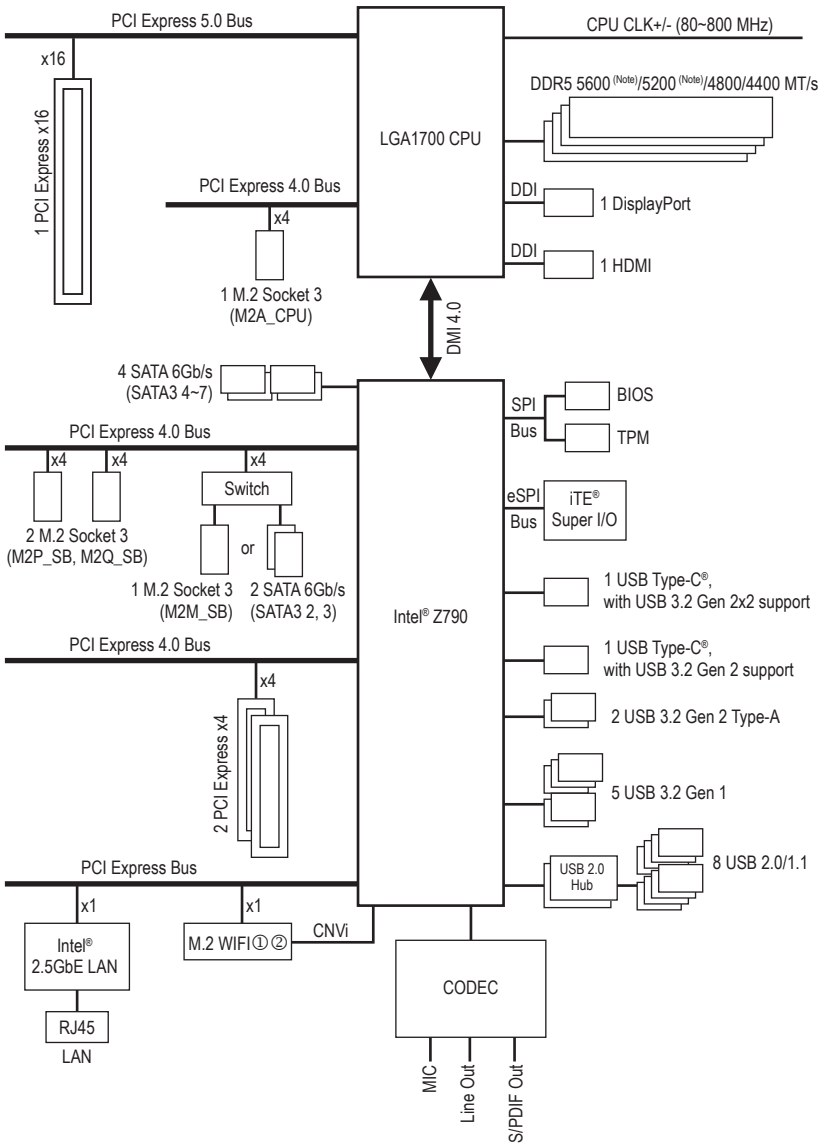 PCI Express 5.0 Bus
CPU CLK+/- (80~800 MHz)
x16
1 PCI Express x16
DDR5 5600 (Note)/5200 (Note)/4800/4400 MT/s
LGA1700 CPU
PCI Express 4.0 Bus
x4
1 M.2 Socket 3
(M2A_CPU)
DDI
1 DisplayPort
DDI
1 HDMI
DMI 4.0
4 SATA 6Gb/s
(SATA3 4~7)
SPI
Bus
BIOS
TPM
PCI Express 4.0 Bus
x4
x4
x4
Switch
2 M.2 Socket 3
(M2P_SB, M2Q_SB)
or
1 M.2 Socket 3
(M2M_SB)
2 SATA 6Gb/s
(SATA3 2, 3)
eSPI
Bus
iTE®
Super I/O
Intel® Z790
1 USB Type-C®,
with USB 3.2 Gen 2x2 support
PCI Express 4.0 Bus
x4
2 PCI Express x4
1 USB Type-C®,
with USB 3.2 Gen 2 support
2 USB 3.2 Gen 2 Type-A
5 USB 3.2 Gen 1
USB 2.0
Hub
8 USB 2.0/1.1
PCI Express Bus
x1
x1
Intel®
2.5GbE LAN
M.2 WIFI①②
CNVi
RJ45
LAN
CODEC
MIC
Line Out
S/PDIF Out